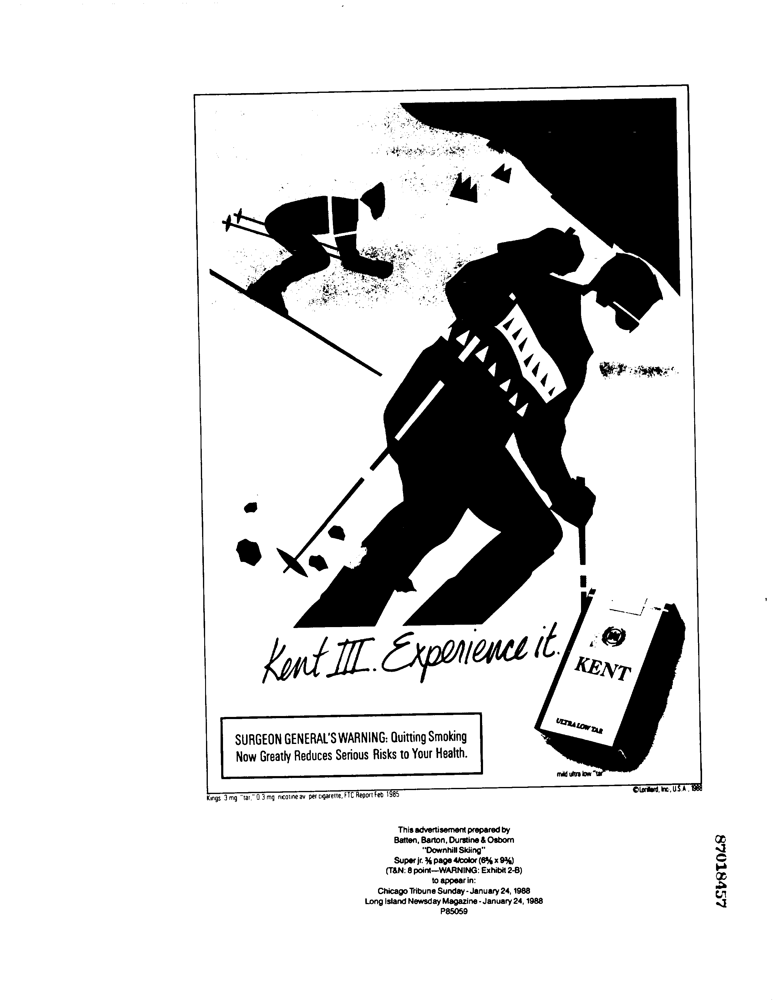 Kent III. Experience it.
KENT
ULTRA LOW TAR
mild ultra low "tar"
SURGEON GENERAL'S WARNING: Quitting Smoking
Now Greatly Reduces Serious Risks to Your Health.
Kings 3 mg "tar," 0.3 mg nicotine av. per cigarette, FTC Report Feb. 1985
© Lorillard, Inc., U.S.A., 1988
This advertisement prepared by
Batten, Barton, Durstine & Osborn
"Downhill Skiing"
Super jr. ¾ page 4/color (6⅝ x 9¾)
(T&N: 8 point—WARNING: Exhibit 2-B)
to appear in:
Chicago Tribune Sunday - January 24, 1988
Long Island Newsday Magazine - January 24, 1988
P85059
87018457